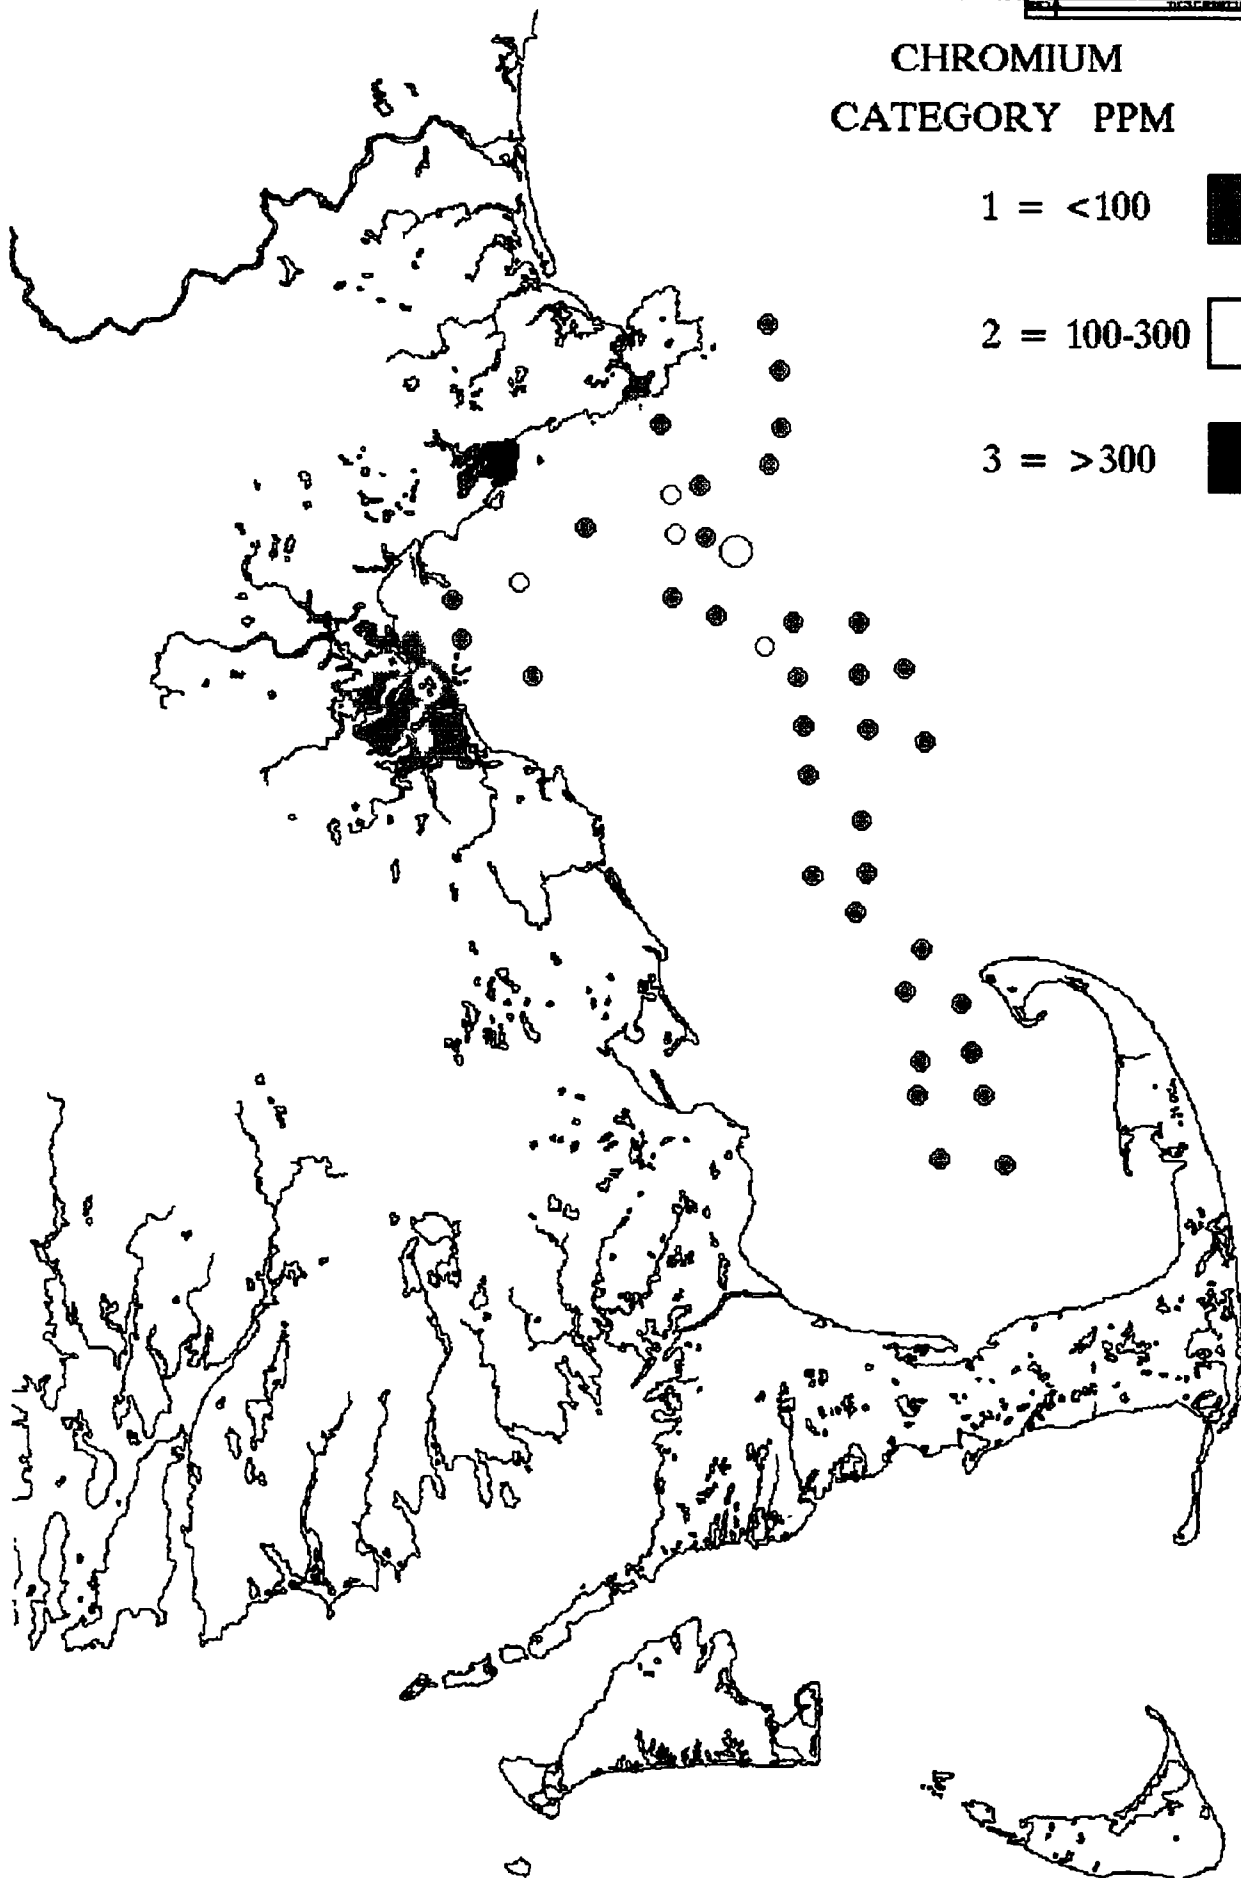 CHROMIUM
CATEGORY PPM
1 = <100
2 = 100-300
3 = >300